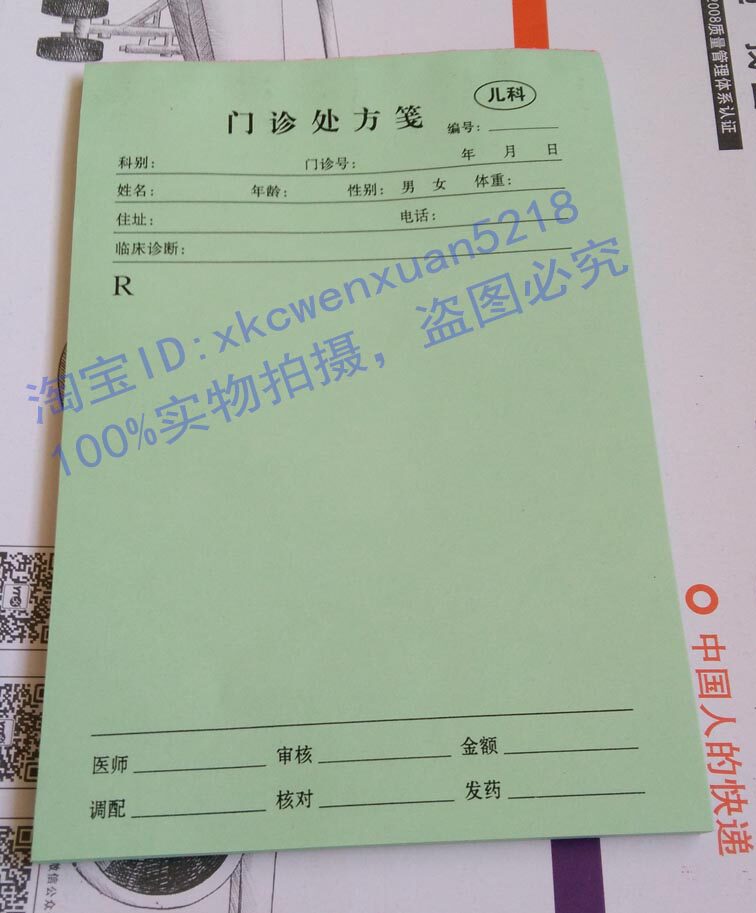 儿科
门诊处方笺
编号:
科别: 门诊号: 年 月 日
姓名: 年龄: 性别: 男 女 体重:
住址: 电话:
临床诊断:
R
淘宝ID:xkcwenxuan5218
100%实物拍摄，盗图必究
医师 审核 金额
调配 核对 发药
2008质量管理体系认证
中国人的快递
微信公众